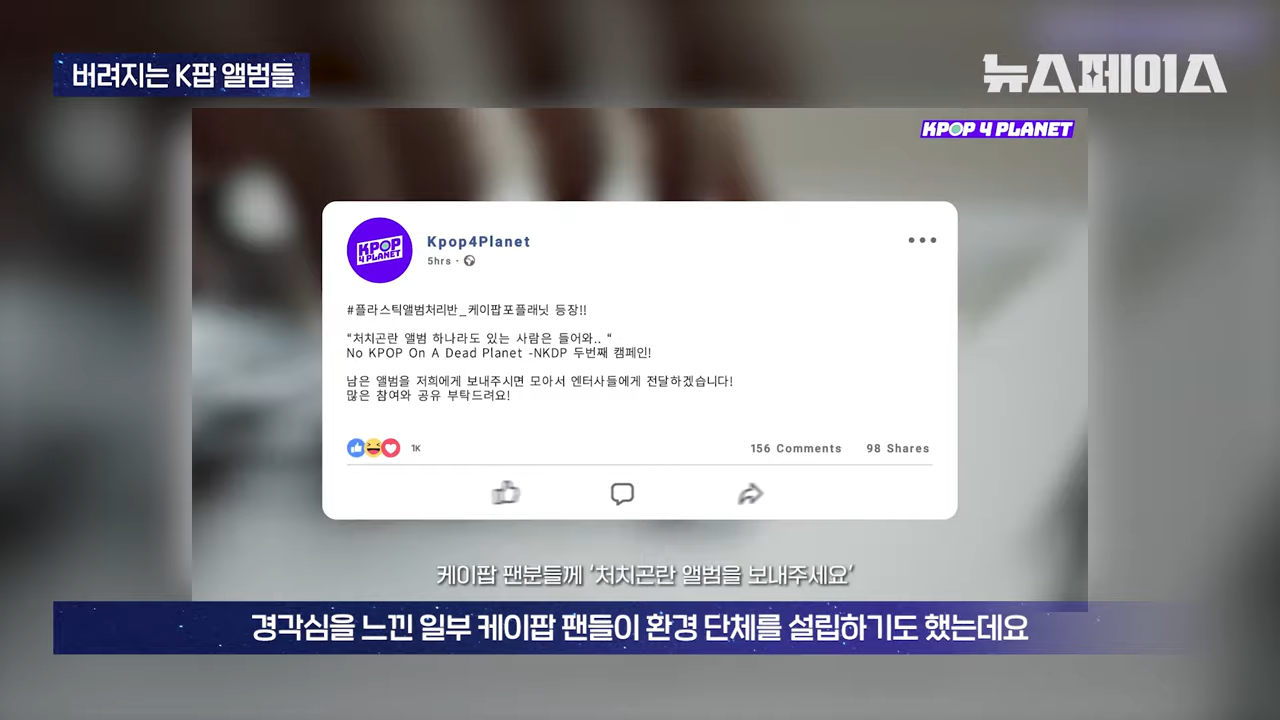 버려지는 K팝 앨범들
뉴스페이스
KPOP 4 PLANET
KPOP
4 PLANET
Kpop4Planet
5hrs ·
#플라스틱앨범처리반_케이팝포플래닛 등장!!
“처치곤란 앨범 하나라도 있는 사람은 들어와.. “
No KPOP On A Dead Planet -NKDP 두번째 캠페인!
남은 앨범을 저희에게 보내주시면 모아서 엔터사들에게 전달하겠습니다!
많은 참여와 공유 부탁드려요!
1K
156 Comments 98 Shares
케이팝 팬분들께 ‘처치곤란 앨범을 보내주세요’
경각심을 느낀 일부 케이팝 팬들이 환경 단체를 설립하기도 했는데요